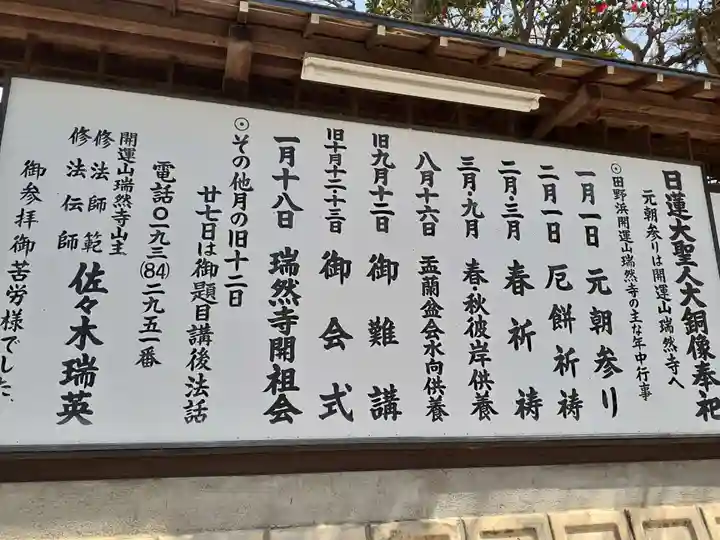 日蓮大聖人大銅像奉祀
元朝参りは開運山瑞然寺へ
⊙田野浜開運山瑞然寺の主な年中行事
一月一日 元朝参り
二月一日 厄餅祈祷
二月・三月 春祈祷
三月・九月 春・秋彼岸供養
八月十六日 盂蘭盆会水向供養
旧九月十二日 御難講
旧十月十二・十三日 御会式
一月十八日 瑞然寺開祖会
⊙その他月の旧十二日
廿七日は御題目講後法話
電話〇一九三(84)二九五一番
開運山瑞然寺山主
修法師範
修法伝師
佐々木瑞英
御参拝御苦労様でした.